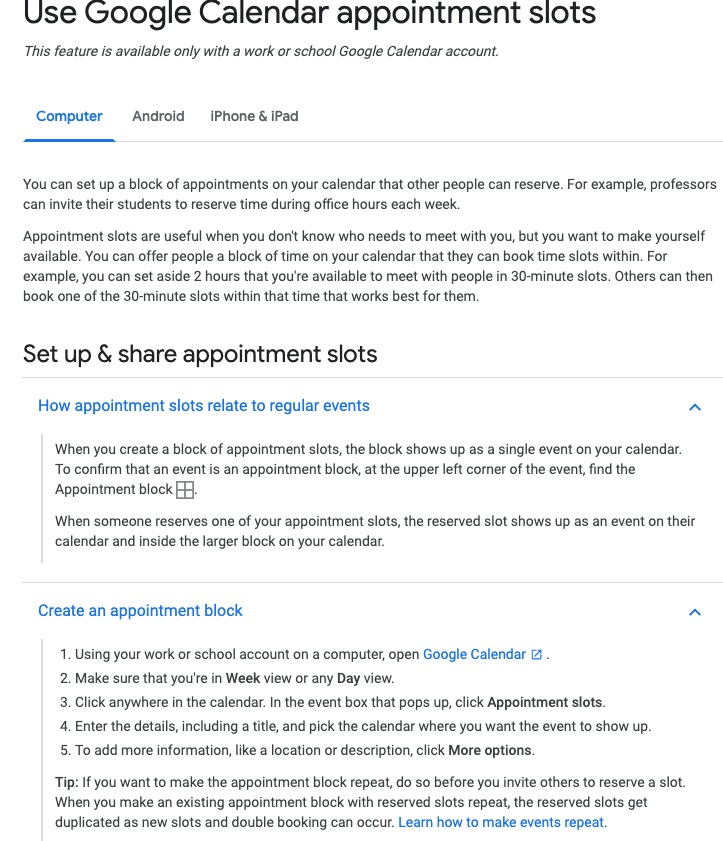 Use Google Calendar appointment slots
This feature is available only with a work or school Google Calendar account.
Computer
Android
iPhone & iPad
You can set up a block of appointments on your calendar that other people can reserve. For example, professors
can invite their students to reserve time during office hours each week.
Appointment slots are useful when you don't know who needs to meet with you, but you want to make yourself
available. You can offer people a block of time on your calendar that they can book time slots within. For
example, you can set aside 2 hours that you're available to meet with people in 30-minute slots. Others can then
book one of the 30-minute slots within that time that works best for them.
Set up & share appointment slots
How appointment slots relate to regular events
When you create a block of appointment slots, the block shows up as a single event on your calendar.
To confirm that an event is an appointment block, at the upper left corner of the event, find the
Appointment block .
When someone reserves one of your appointment slots, the reserved slot shows up as an event on their
calendar and inside the larger block on your calendar.
Create an appointment block
1. Using your work or school account on a computer, open Google Calendar .
2. Make sure that you're in Week view or any Day view.
3. Click anywhere in the calendar. In the event box that pops up, click Appointment slots.
4. Enter the details, including a title, and pick the calendar where you want the event to show up.
5. To add more information, like a location or description, click More options.
Tip: If you want to make the appointment block repeat, do so before you invite others to reserve a slot.
When you make an existing appointment block with reserved slots repeat, the reserved slots get
duplicated as new slots and double booking can occur. Learn how to make events repeat.